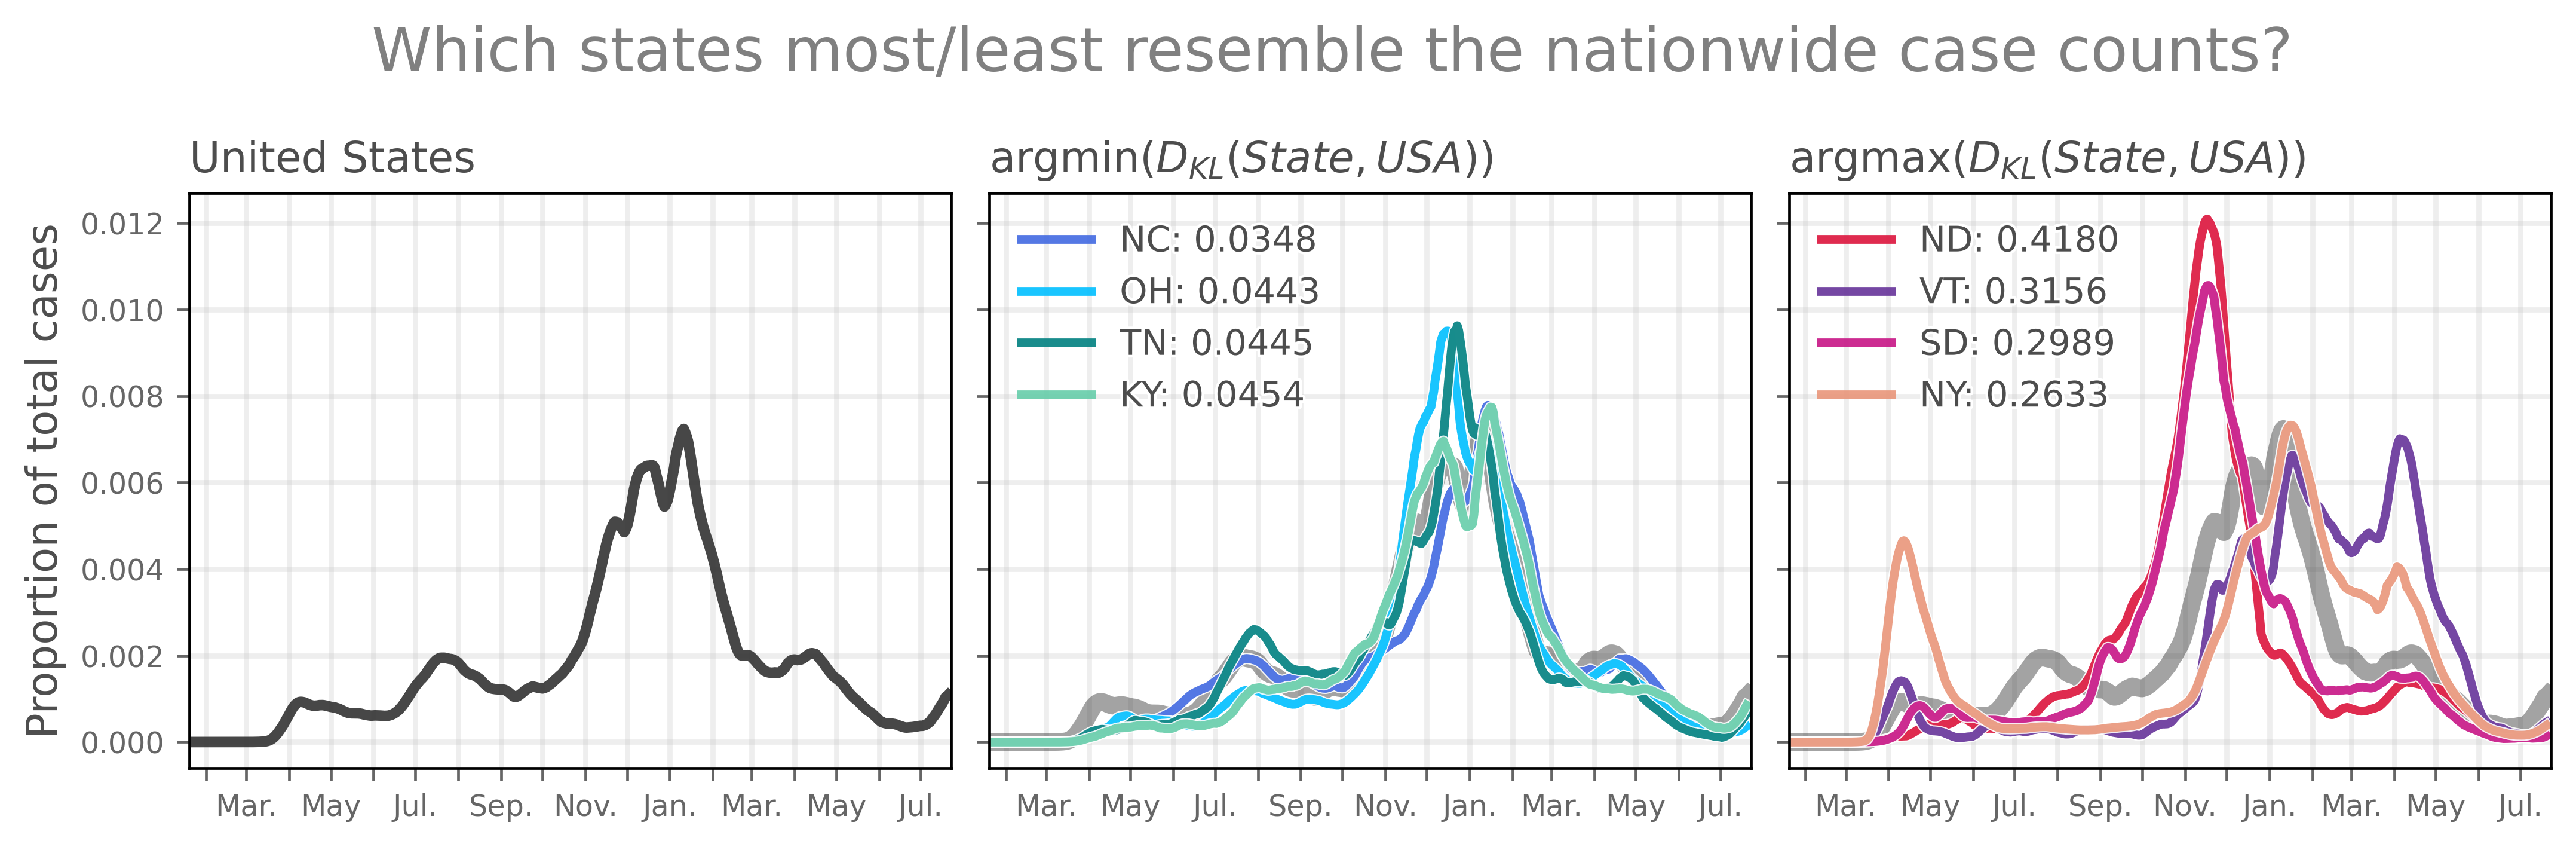 Which states most/least resemble the nationwide case counts?
United States
argmin(D_KL(State, USA))
argmax(D_KL(State, USA))
Proportion of total cases
0.012
0.010
0.008
0.006
0.004
0.002
0.000
NC: 0.0348
OH: 0.0443
TN: 0.0445
KY: 0.0454
ND: 0.4180
VT: 0.3156
SD: 0.2989
NY: 0.2633
Mar. May Jul. Sep. Nov. Jan. Mar. May Jul.
Mar. May Jul. Sep. Nov. Jan. Mar. May Jul.
Mar. May Jul. Sep. Nov. Jan. Mar. May Jul.